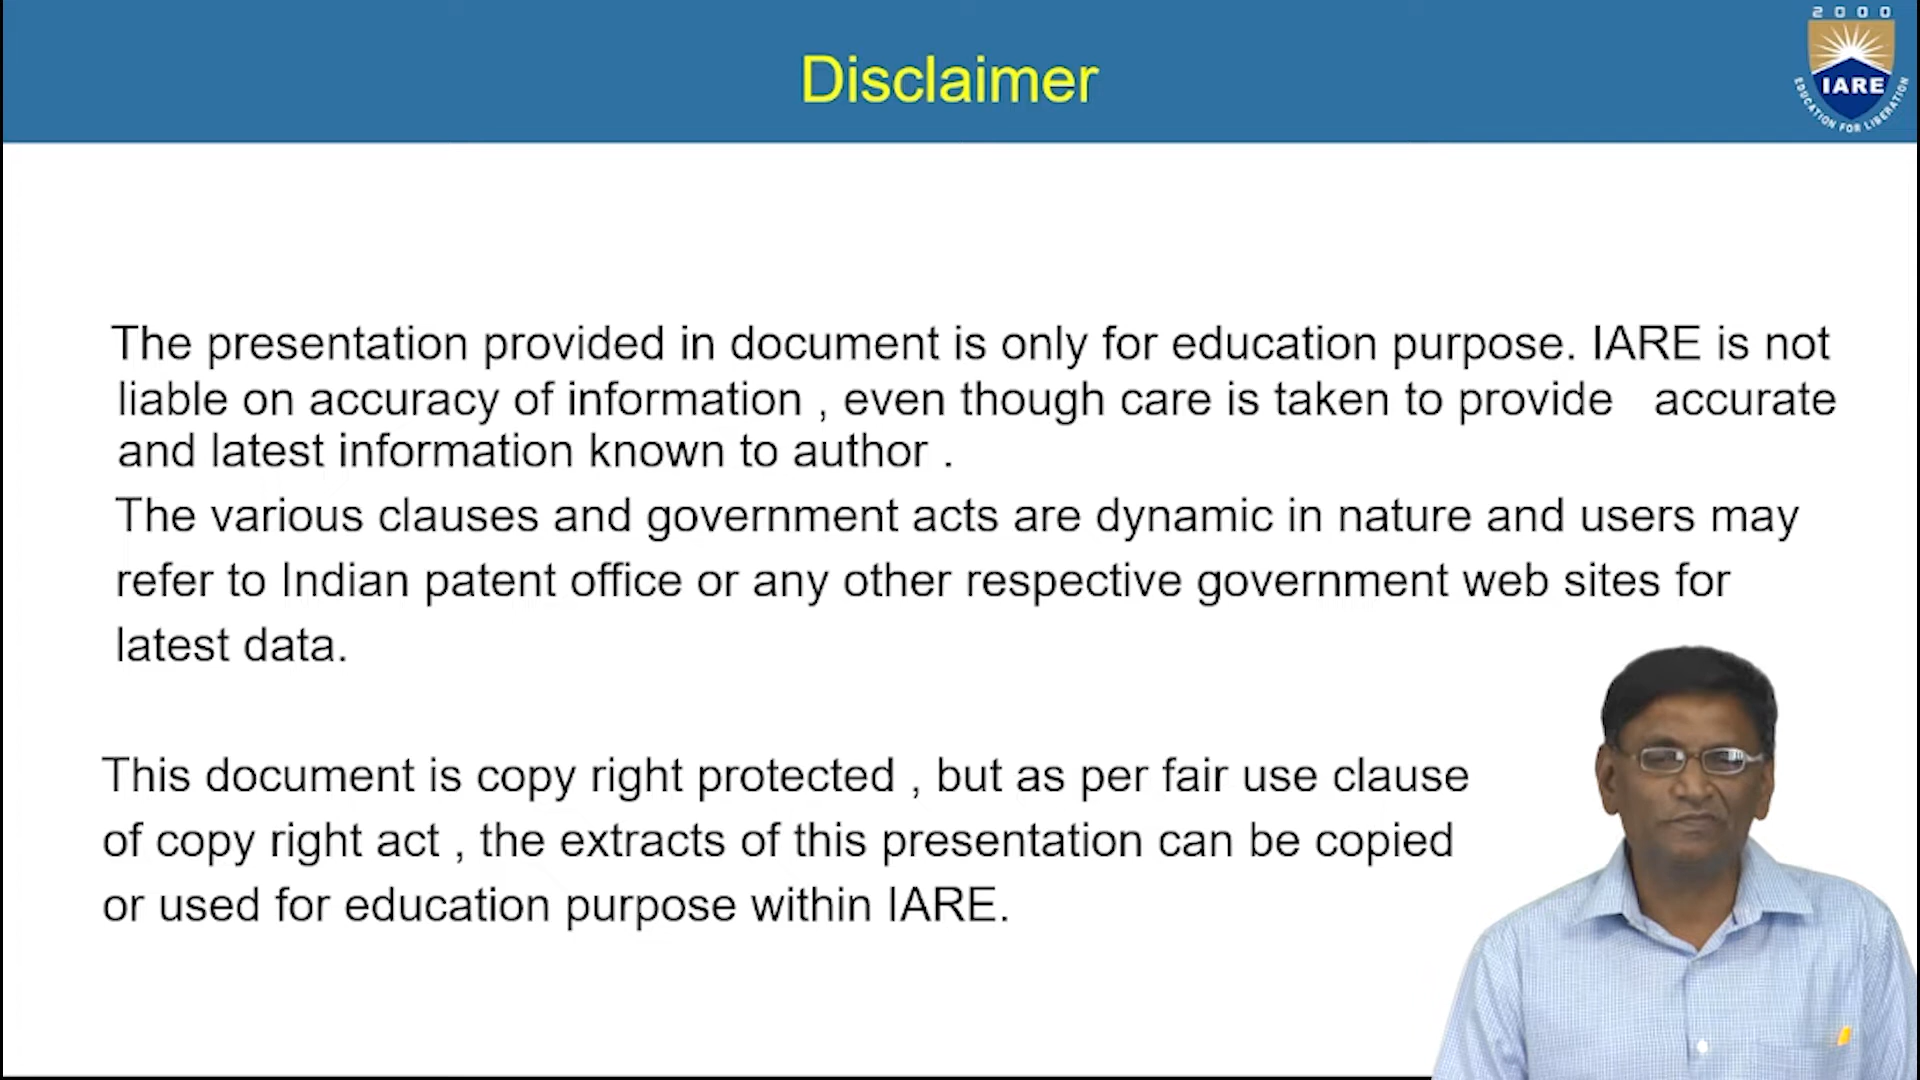 Disclaimer
2000
IARE
EDUCATION FOR LIBERATION
The presentation provided in document is only for education purpose. IARE is not
liable on accuracy of information , even though care is taken to provide accurate
and latest information known to author .
The various clauses and government acts are dynamic in nature and users may
refer to Indian patent office or any other respective government web sites for
latest data.
This document is copy right protected , but as per fair use clause
of copy right act , the extracts of this presentation can be copied
or used for education purpose within IARE.